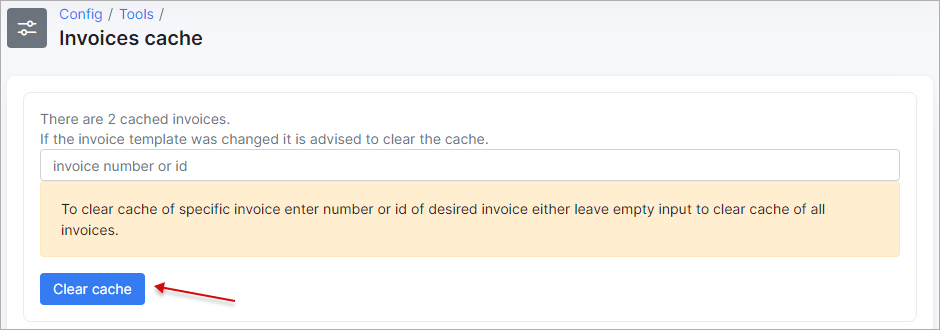 Config / Tools /
Invoices cache
There are 2 cached invoices.
If the invoice template was changed it is advised to clear the cache.
invoice number or id
To clear cache of specific invoice enter number or id of desired invoice either leave empty input to clear cache of all
invoices.
Clear cache